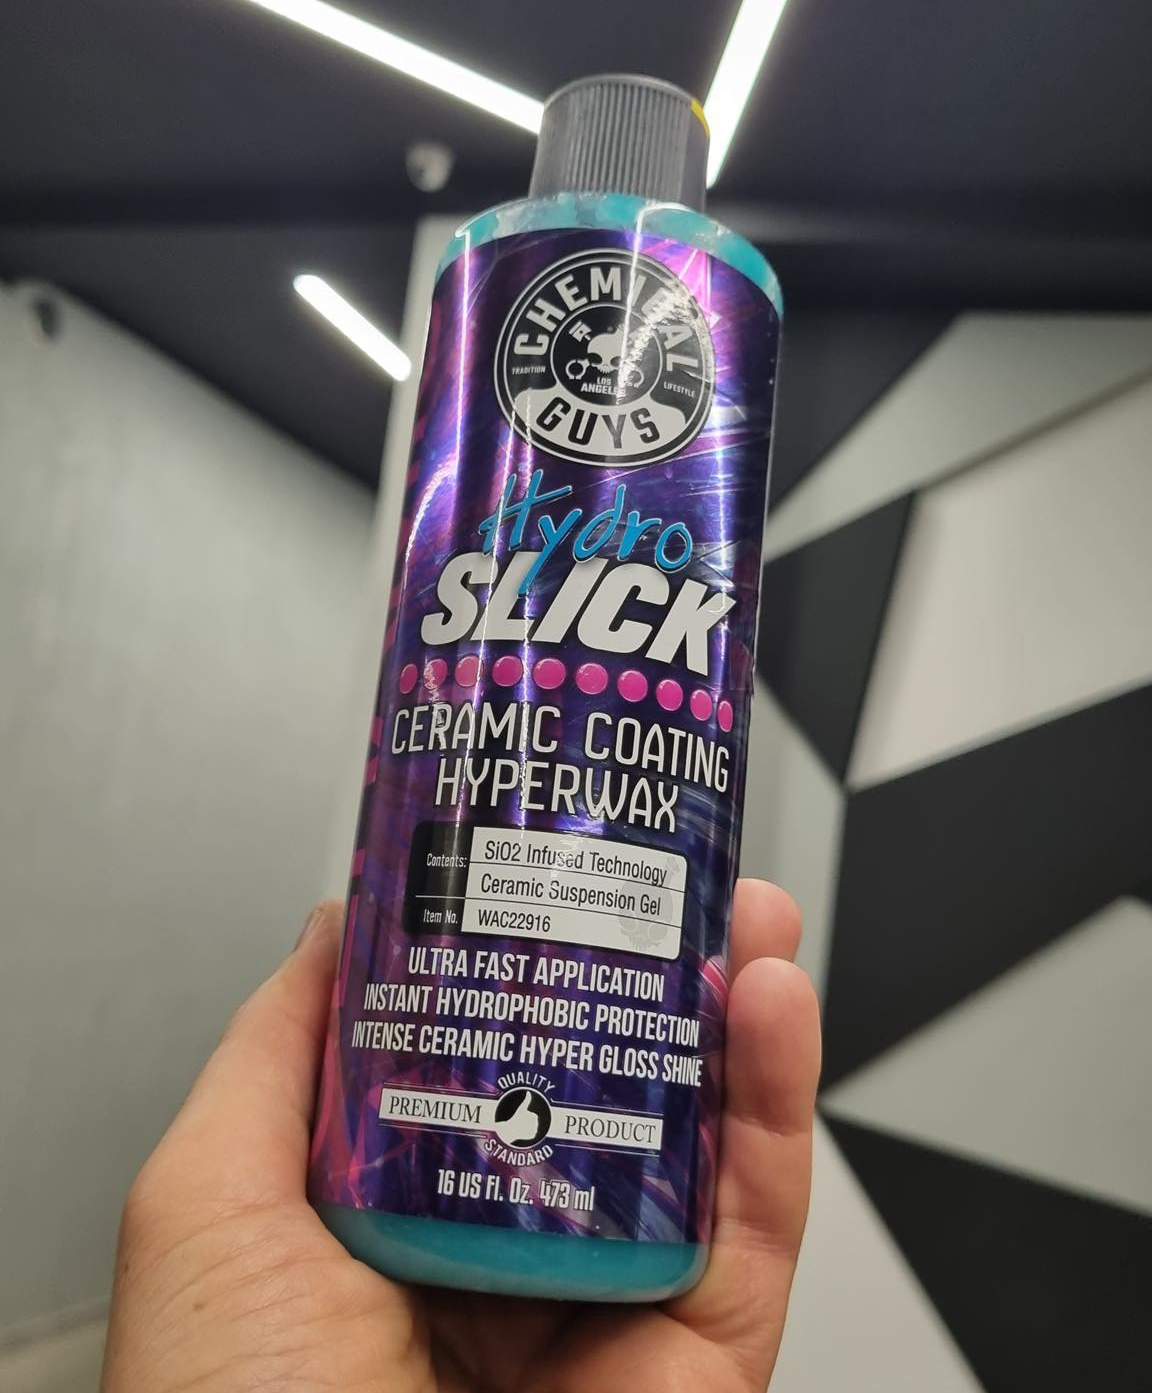 CHEMICAL
TRADITION
LOS
ANGELES
LIFESTYLE
GUYS
Hydro
SLICK
CERAMIC COATING
HYPERWAX
Contents: SiO2 Infused Technology
Ceramic Suspension Gel
Item No. WAC22916
ULTRA FAST APPLICATION
INSTANT HYDROPHOBIC PROTECTION
INTENSE CERAMIC HYPER GLOSS SHINE
QUALITY
PREMIUM PRODUCT
STANDARD
16 US Fl. Oz. 473 ml